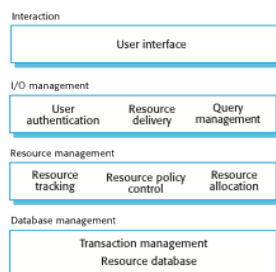 Interaction
User interface
I/O management
User authentication
Resource delivery
Query management
Resource management
Resource tracking
Resource policy control
Resource allocation
Database management
Transaction management
Resource database